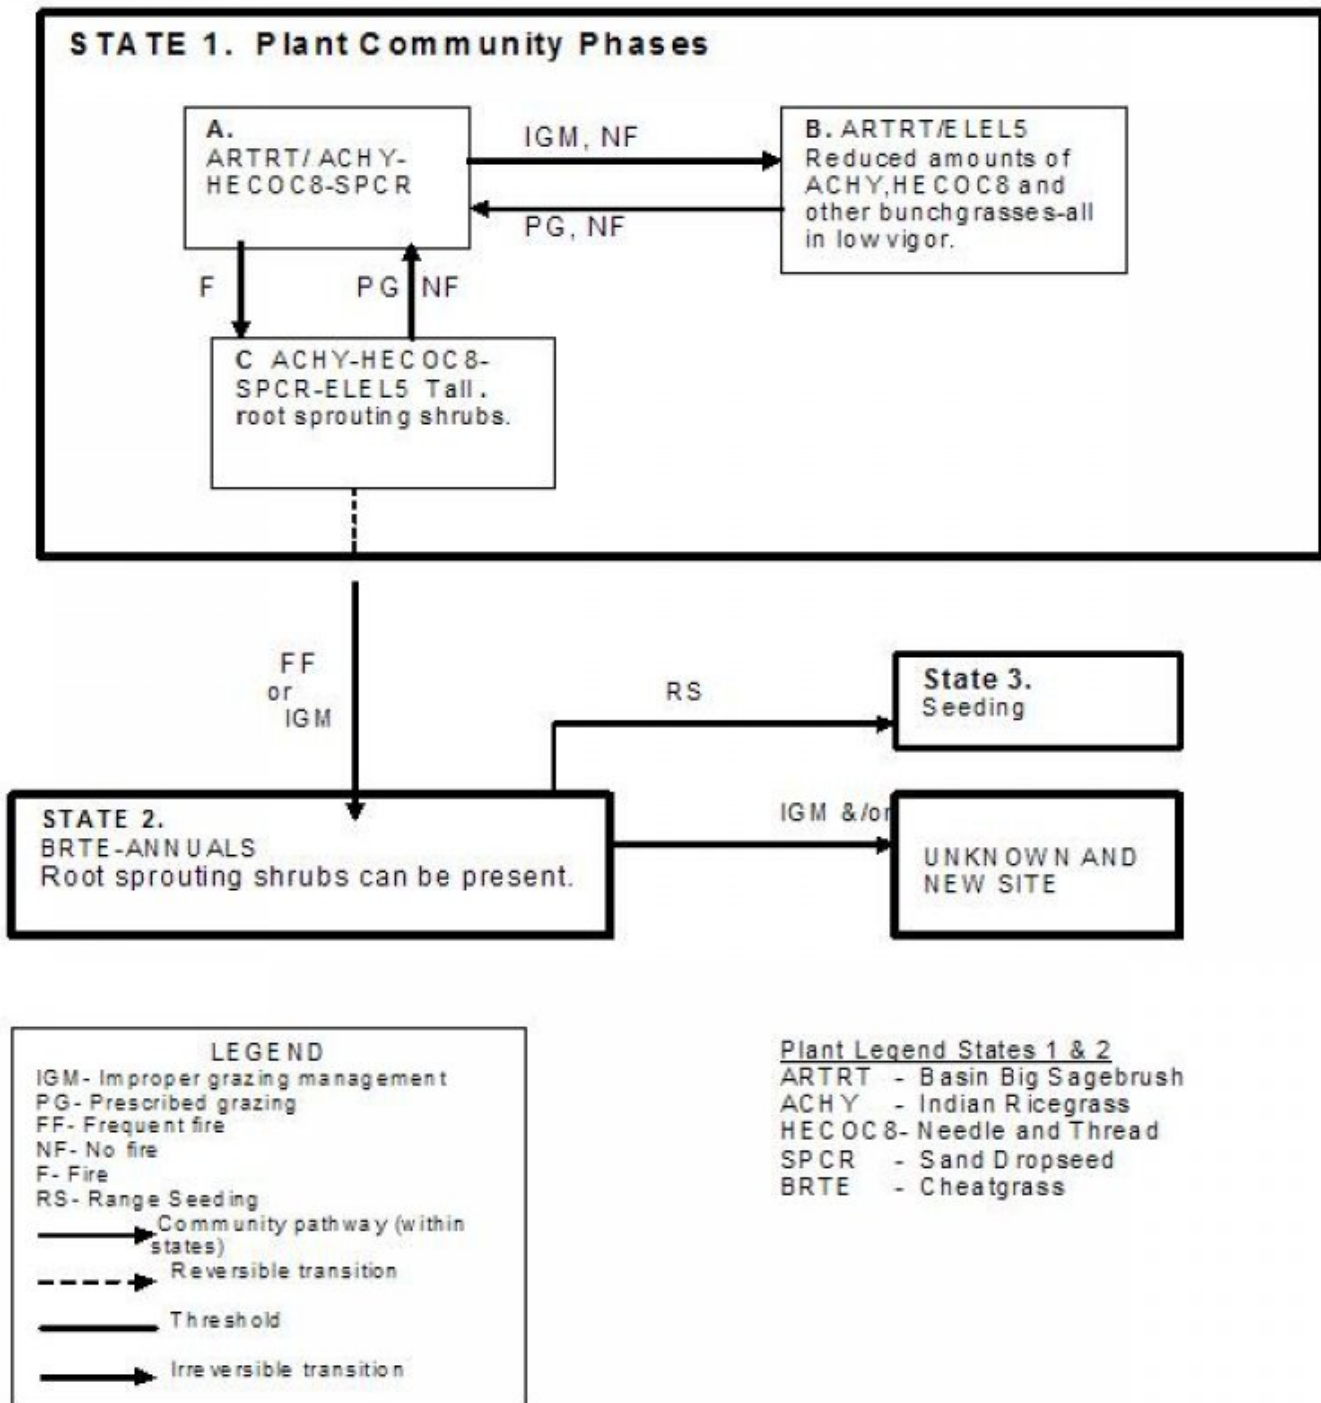 STATE 1. Plant Community Phases
A.
ARTRT/ACHY-
HECOC8-SPCR
IGM, NF
PG, NF
B. ARTRT/ELEL5
Reduced amounts of
ACHY,HECOC8 and
other bunchgrasses-all
in low vigor.
F
PG NF
C ACHY-HECOC8-
SPCR-ELEL5 Tall.
root sprouting shrubs.
FF
or
IGM
RS
State 3.
Seeding
STATE 2.
BRTE-ANNUALS
Root sprouting shrubs can be present.
IGM &/or
UNKNOWN AND
NEW SITE
LEGEND
IGM- Improper grazing management
PG- Prescribed grazing
FF- Frequent fire
NF- No fire
F- Fire
RS- Range Seeding
Community pathway (within
states)
Reversible transition
Threshold
Irreversible transition
Plant Legend States 1 & 2
ARTRT - Basin Big Sagebrush
ACHY - Indian Ricegrass
HECOC8- Needle and Thread
SPCR - Sand Dropseed
BRTE - Cheatgrass